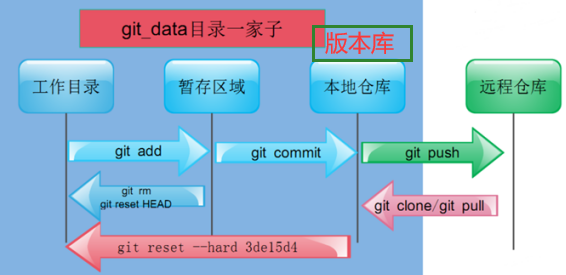 git_data目录一家子
版本库
工作目录
暂存区域
本地仓库
远程仓库
git add
git commit
git push
git rm
git reset HEAD
git clone/git pull
git reset --hard 3de15d4